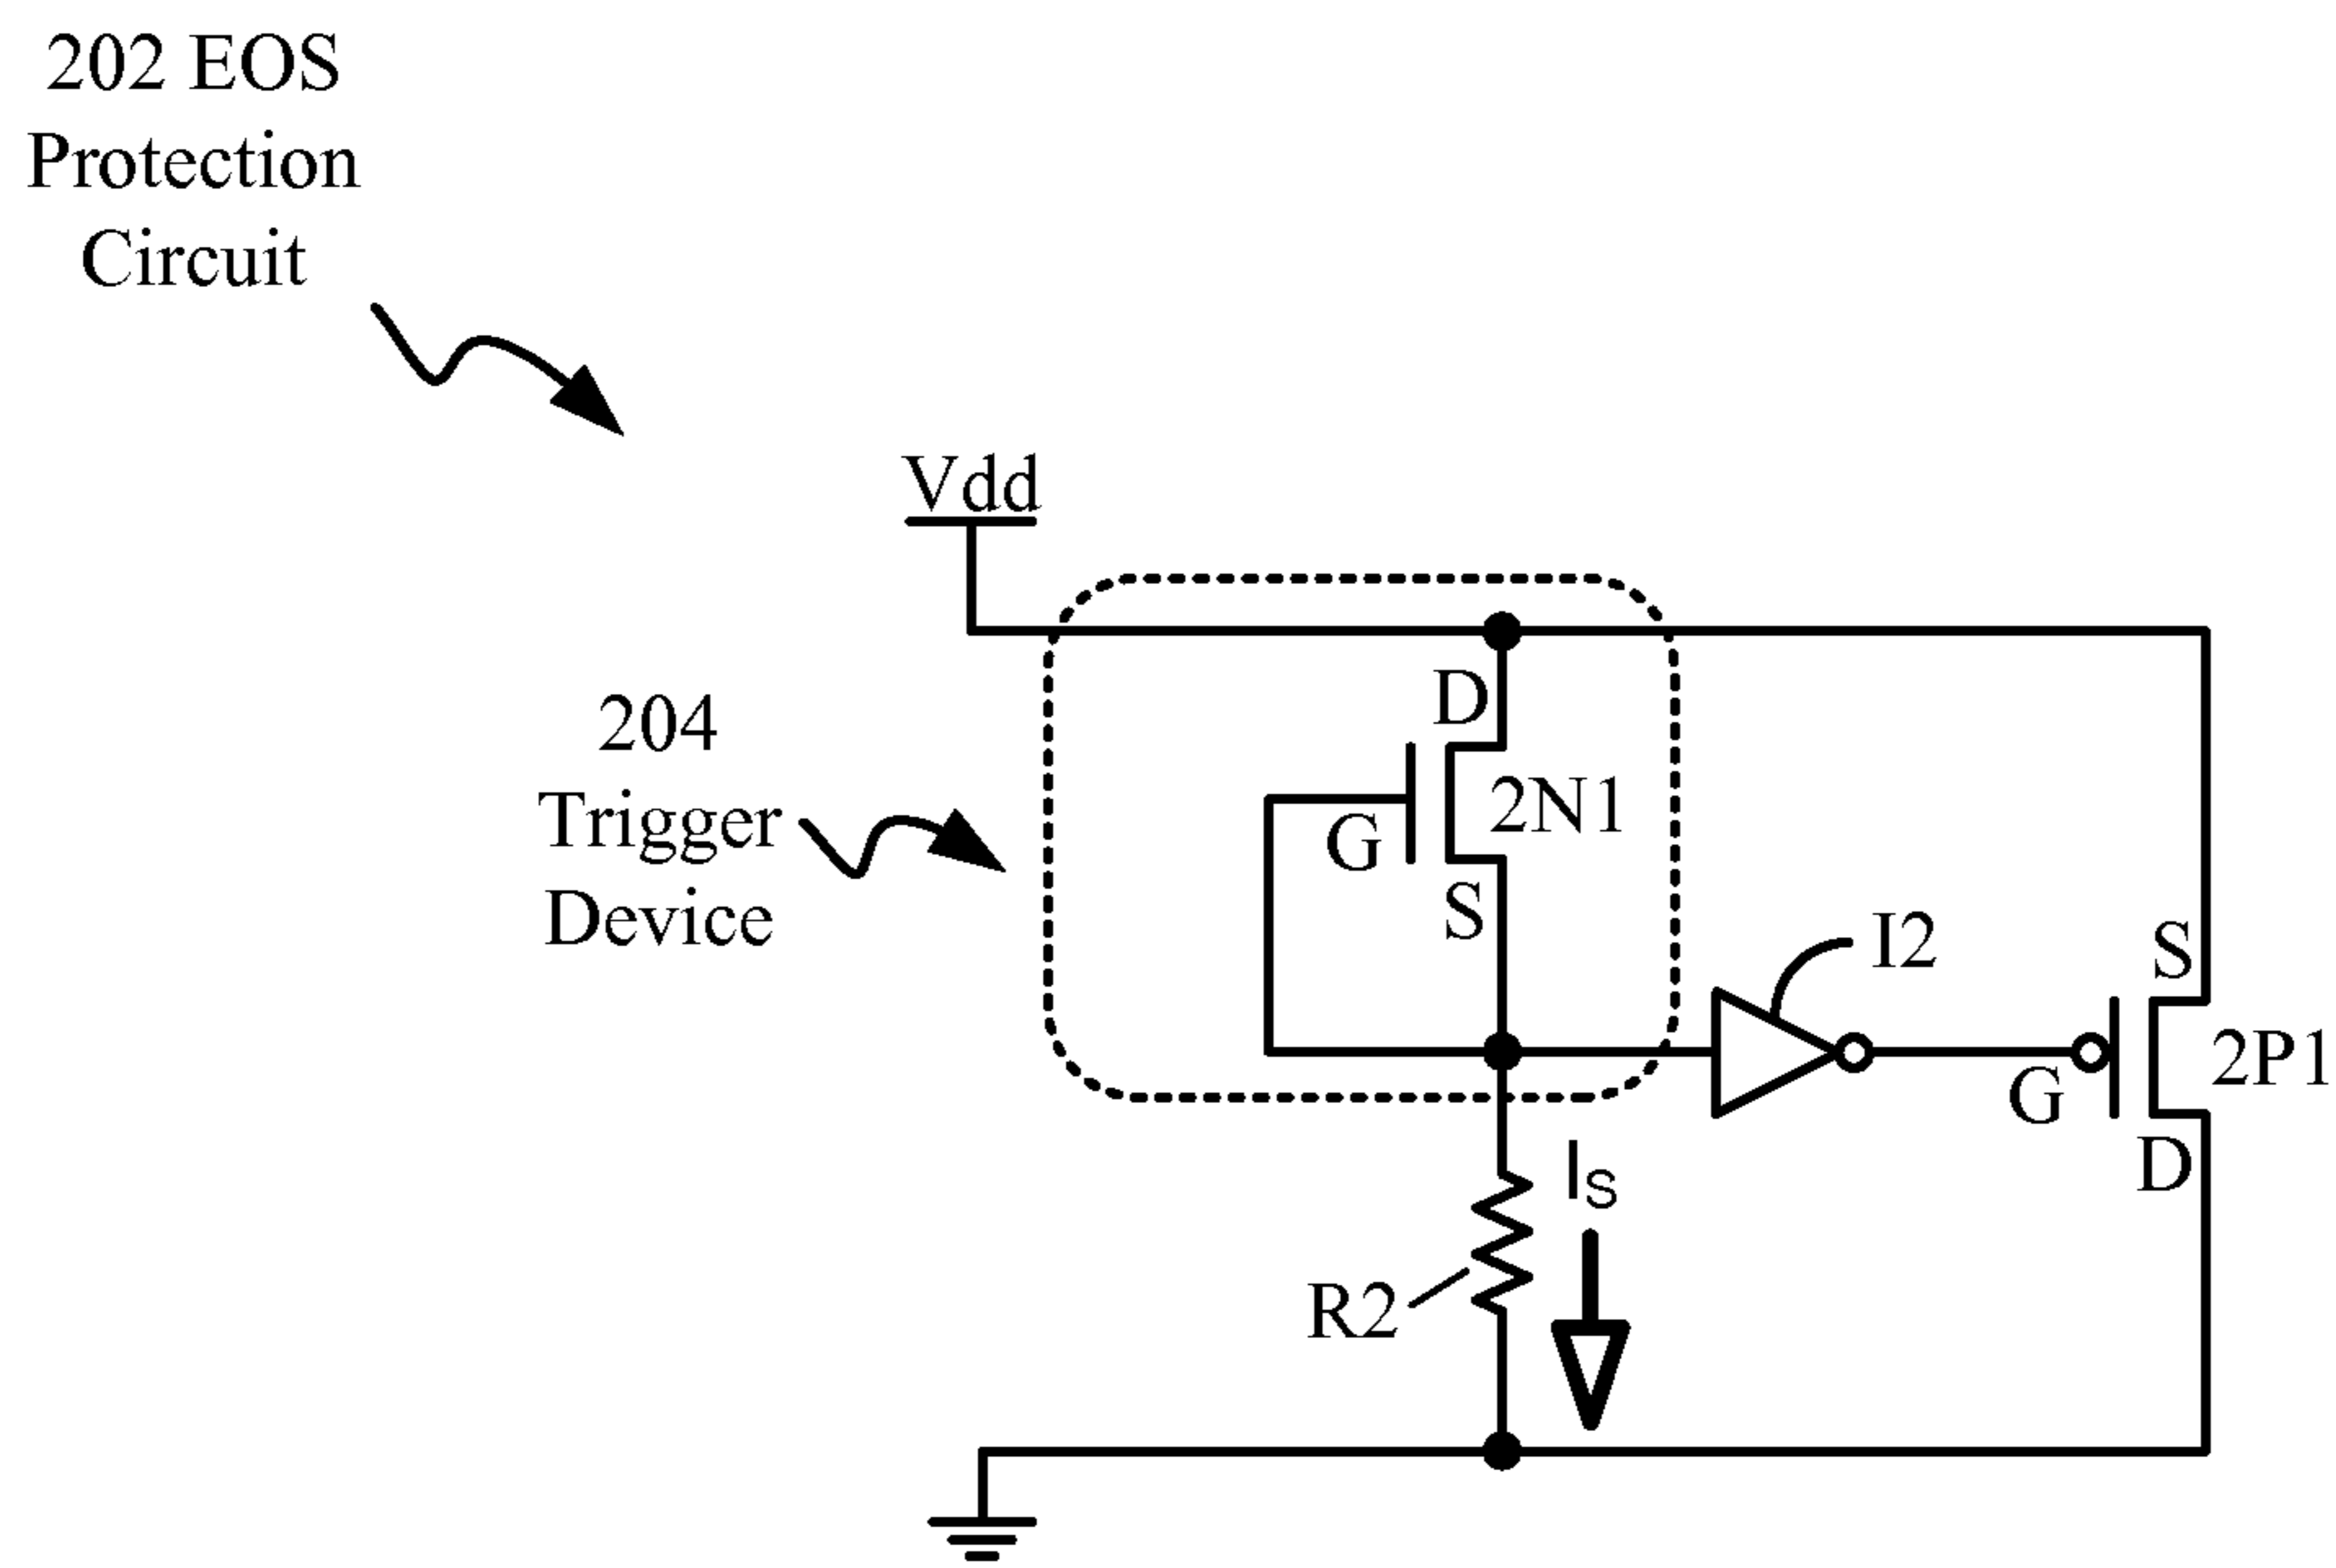 202 EOS
Protection
Circuit
Vdd
204
Trigger
Device
D
G
2N1
S
I2
S
G
2P1
D
IS
R2